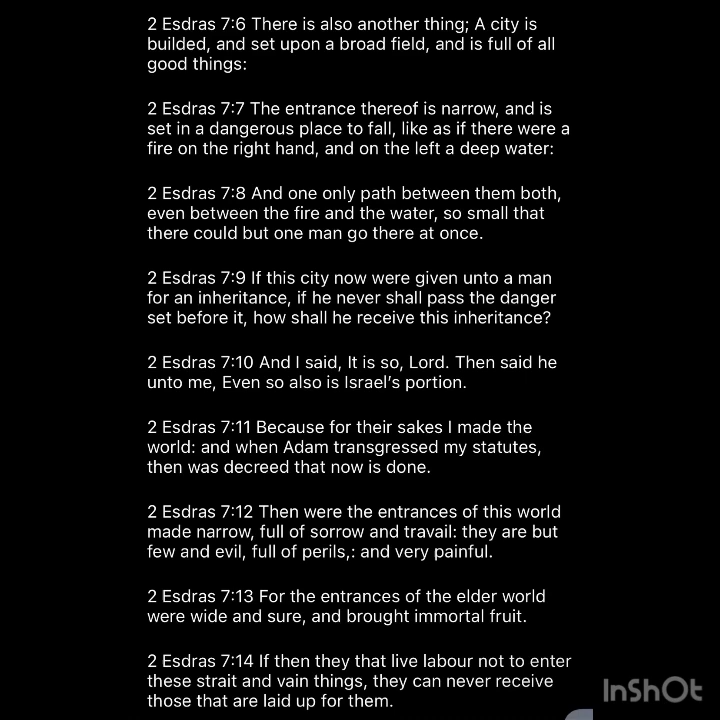 2 Esdras 7:6 There is also another thing; A city is
builded, and set upon a broad field, and is full of all
good things:
2 Esdras 7:7 The entrance thereof is narrow, and is
set in a dangerous place to fall, like as if there were a
fire on the right hand, and on the left a deep water:
2 Esdras 7:8 And one only path between them both,
even between the fire and the water, so small that
there could but one man go there at once.
2 Esdras 7:9 If this city now were given unto a man
for an inheritance, if he never shall pass the danger
set before it, how shall he receive this inheritance?
2 Esdras 7:10 And I said, It is so, Lord. Then said he
unto me, Even so also is Israel’s portion.
2 Esdras 7:11 Because for their sakes I made the
world: and when Adam transgressed my statutes,
then was decreed that now is done.
2 Esdras 7:12 Then were the entrances of this world
made narrow, full of sorrow and travail: they are but
few and evil, full of perils,: and very painful.
2 Esdras 7:13 For the entrances of the elder world
were wide and sure, and brought immortal fruit.
2 Esdras 7:14 If then they that live labour not to enter
these strait and vain things, they can never receive
those that are laid up for them.
InShOt